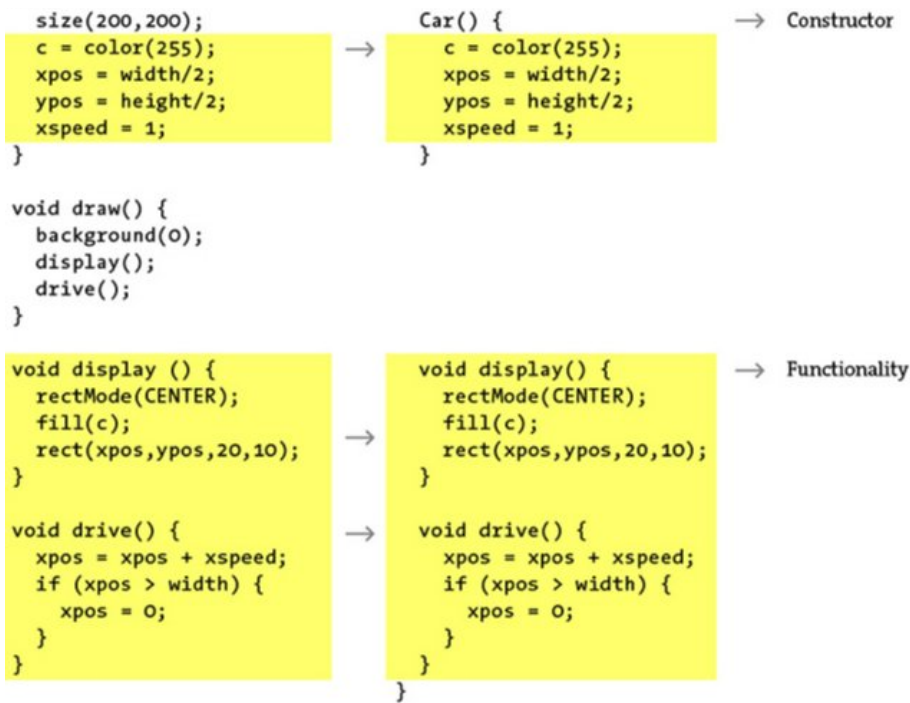 size(200,200);
c = color(255);
xpos = width/2;
ypos = height/2;
xspeed = 1;
}
void draw() {
background(0);
display();
drive();
}
void display () {
rectMode(CENTER);
fill(c);
rect(xpos,ypos,20,10);
}
void drive() {
xpos = xpos + xspeed;
if (xpos > width) {
xpos = 0;
}
}
Car() {
c = color(255);
xpos = width/2;
ypos = height/2;
xspeed = 1;
}
void display() {
rectMode(CENTER);
fill(c);
rect(xpos,ypos,20,10);
}
void drive() {
xpos = xpos + xspeed;
if (xpos > width) {
xpos = 0;
}
}
}
→ Constructor
→ Functionality